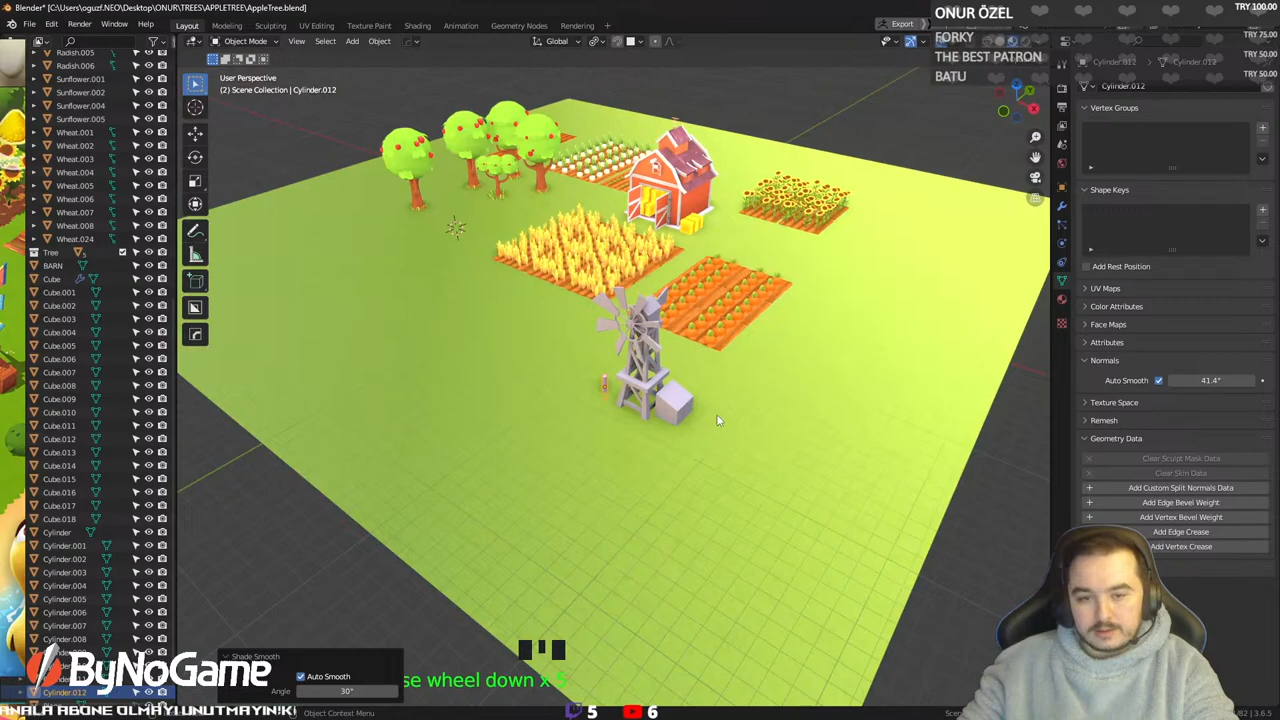 Blender* [C:\Users\oguzf.NEO\Desktop\ONUR\TREES\APPLETREE\AppleTree.blend]
File Edit Render Window Help Layout Modeling Sculpting UV Editing Texture Paint Shading Animation Geometry Nodes Rendering Export
ONUR ÖZEL TRY 100.00
FORKY TRY 75.00
THE BEST PATRON TRY 50.00
BATU TRY 50.00
Object Mode View Select Add Object Global
User Perspective
(2) Scene Collection | Cylinder.012
Radish.005
Radish.006
Sunflower.001
Sunflower.002
Sunflower.004
Sunflower.005
Wheat.001
Wheat.002
Wheat.003
Wheat.004
Wheat.005
Wheat.006
Wheat.007
Wheat.008
Wheat.024
Tree
BARN
Cube
Cube.001
Cube.002
Cube.003
Cube.004
Cube.005
Cube.006
Cube.007
Cube.008
Cube.009
Cube.010
Cube.011
Cube.012
Cube.013
Cube.014
Cube.015
Cube.016
Cube.017
Cube.018
Cylinder
Cylinder.001
Cylinder.002
Cylinder.003
Cylinder.004
Cylinder.005
Cylinder.006
Cylinder.007
Cylinder.008
Cylinder.012
Cylinder.012 Cylinder.012
Cylinder.012
Vertex Groups
Shape Keys
Add Rest Position
UV Maps
Color Attributes
Face Maps
Attributes
Normals
Auto Smooth 41.4°
Texture Space
Remesh
Geometry Data
Clear Sculpt Mask Data
Clear Skin Data
Add Custom Split Normals Data
Add Edge Bevel Weight
Add Vertex Bevel Weight
Add Edge Crease
Add Vertex Crease
Shade Smooth
Auto Smooth
Angle 30°
se wheel down x 5
ByNoGame
ANALA ABONE OLMAYI UNUTMAYIN!K!
Object Context Menu
5 6
3.6.5